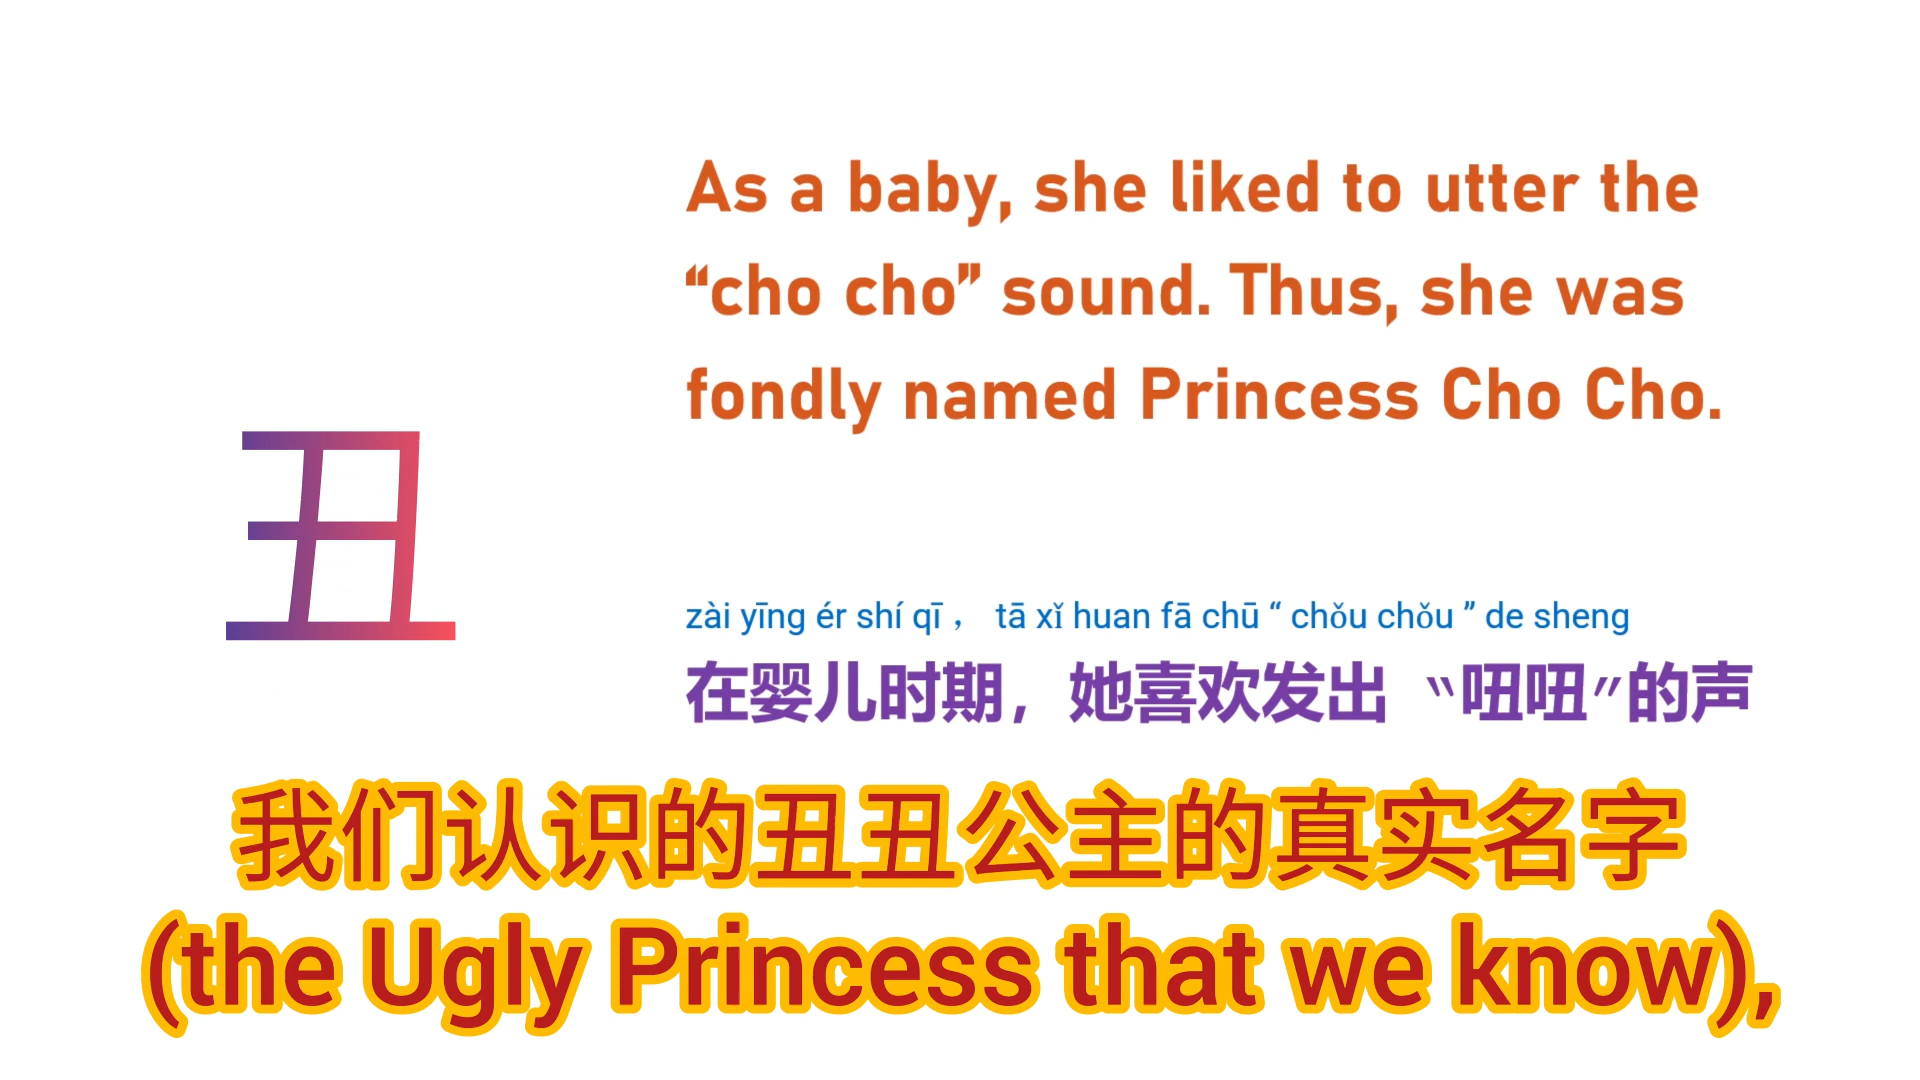 丑
As a baby, she liked to utter the
“cho cho” sound. Thus, she was
fondly named Princess Cho Cho.
zài yīng ér shí qī ， tā xǐ huan fā chū “ chǒu chǒu ” de sheng
在婴儿时期，她喜欢发出〝吜吜〞的声
我们认识的丑丑公主的真实名字
(the Ugly Princess that we know),